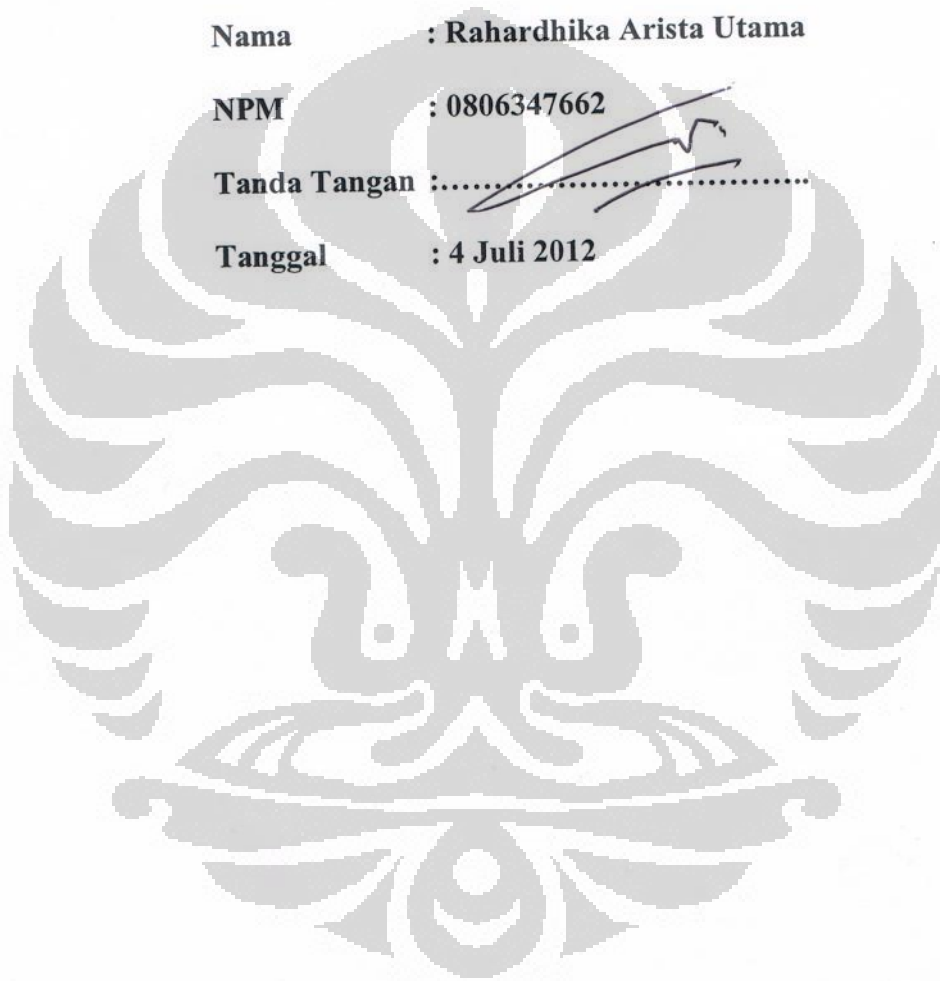 Nama : Rahardhika Arista Utama
NPM : 0806347662
Tanda Tangan :..........................................
Tanggal : 4 Juli 2012